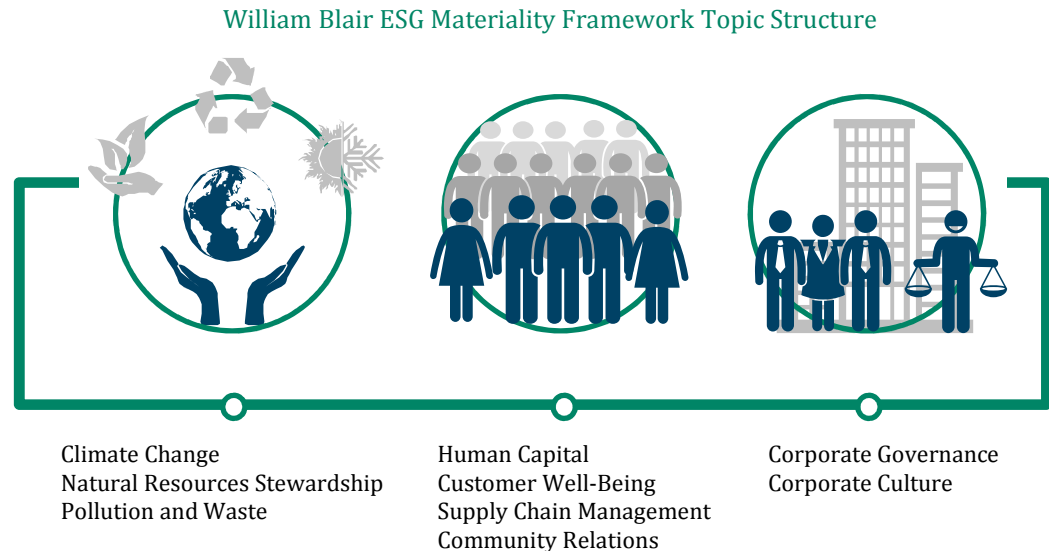 William Blair ESG Materiality Framework Topic Structure
Climate Change
Natural Resources Stewardship
Pollution and Waste
Human Capital
Customer Well-Being
Supply Chain Management
Community Relations
Corporate Governance
Corporate Culture